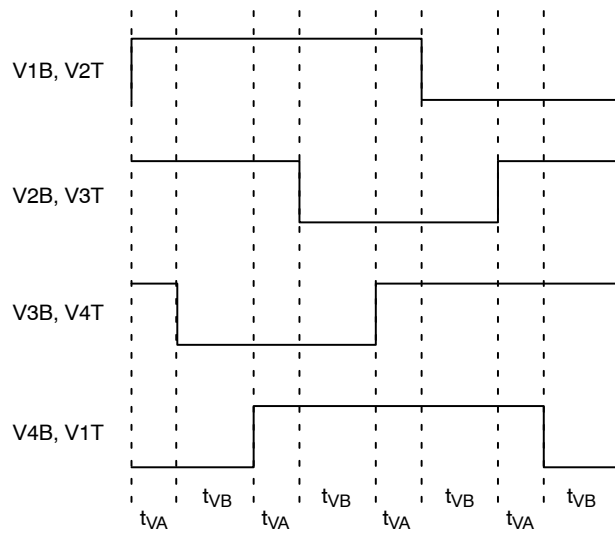 V1B, V2T
V2B, V3T
V3B, V4T
V4B, V1T
tVA
tVB
tVA
tVB
tVA
tVB
tVA
tVB